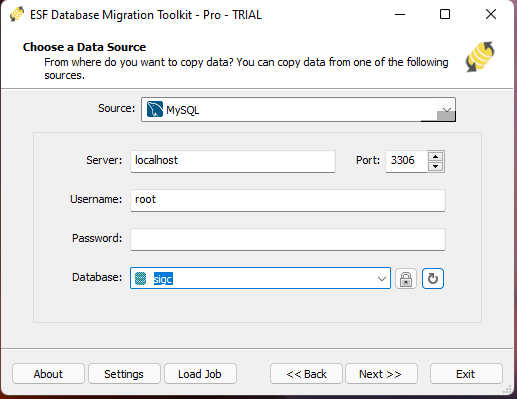 ESF Database Migration Toolkit - Pro - TRIAL
Choose a Data Source
From where do you want to copy data? You can copy data from one of the following
sources.
Source: MySQL
Server: localhost Port: 3306
Username: root
Password:
Database: sigc
About Settings Load Job << Back Next >> Exit